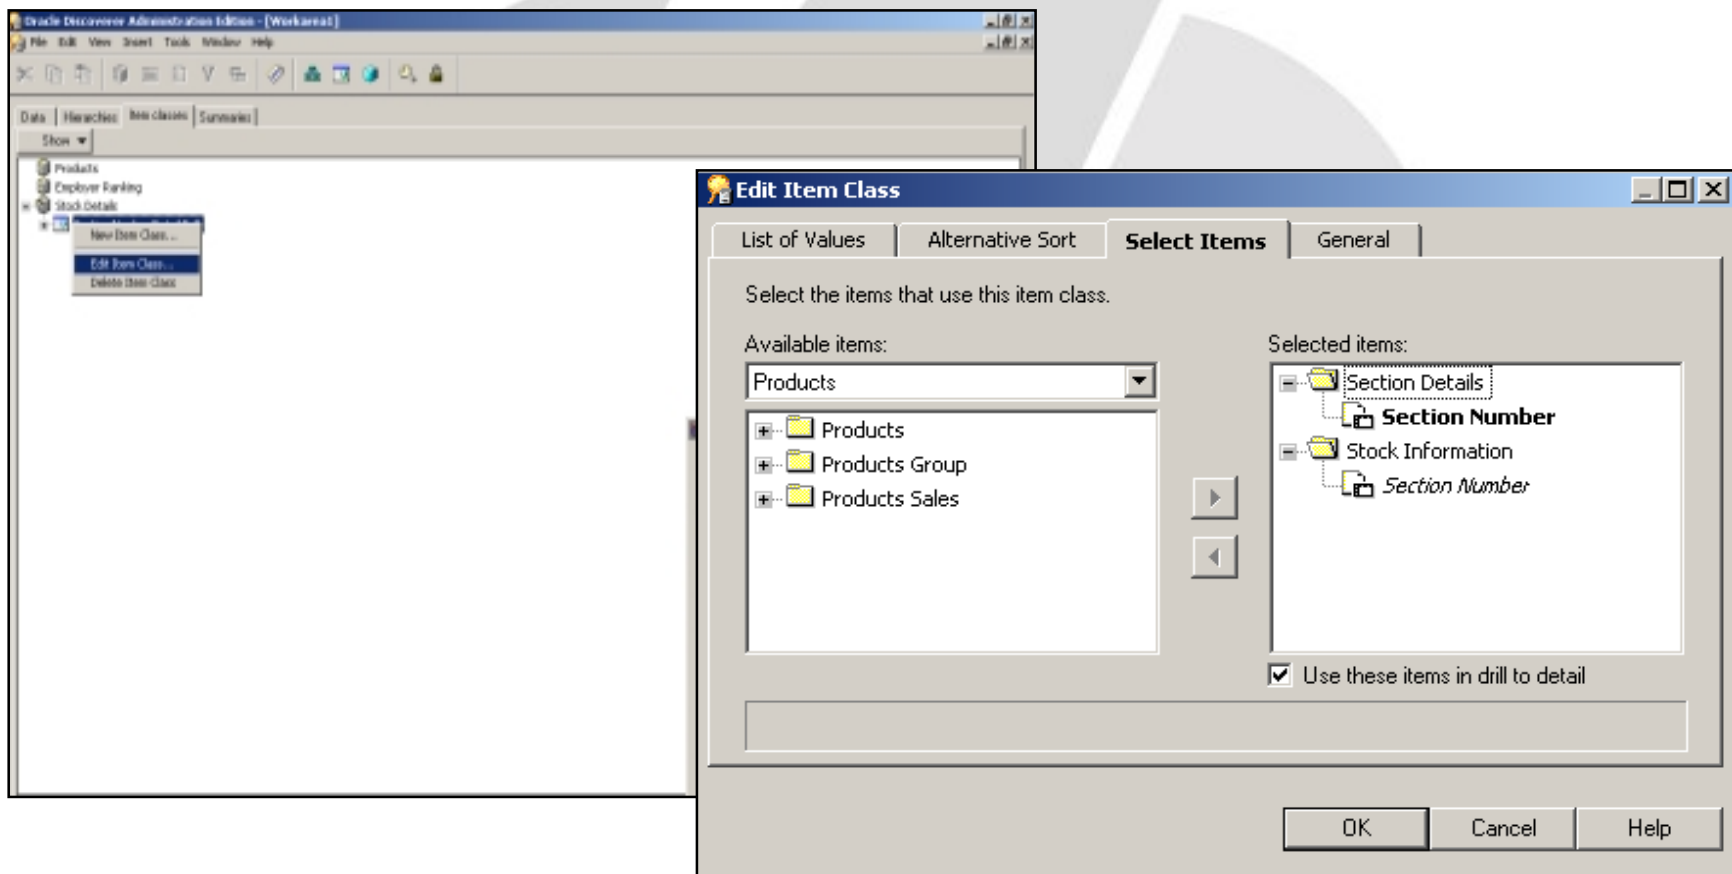 Oracle Discoverer Administration Edition - [Workarea1]
File Edit View Insert Tools Window Help
Data Hierarchies Item classes Summaries
Show
Products
Employer Ranking
Stock Details
New Item Class...
Edit Item Class...
Delete Item Class
Edit Item Class
List of Values Alternative Sort Select Items General
Select the items that use this item class.
Available items: Selected items:
Products
Products
Products Group
Products Sales
Section Details
Section Number
Stock Information
Section Number
Use these items in drill to detail
OK Cancel Help